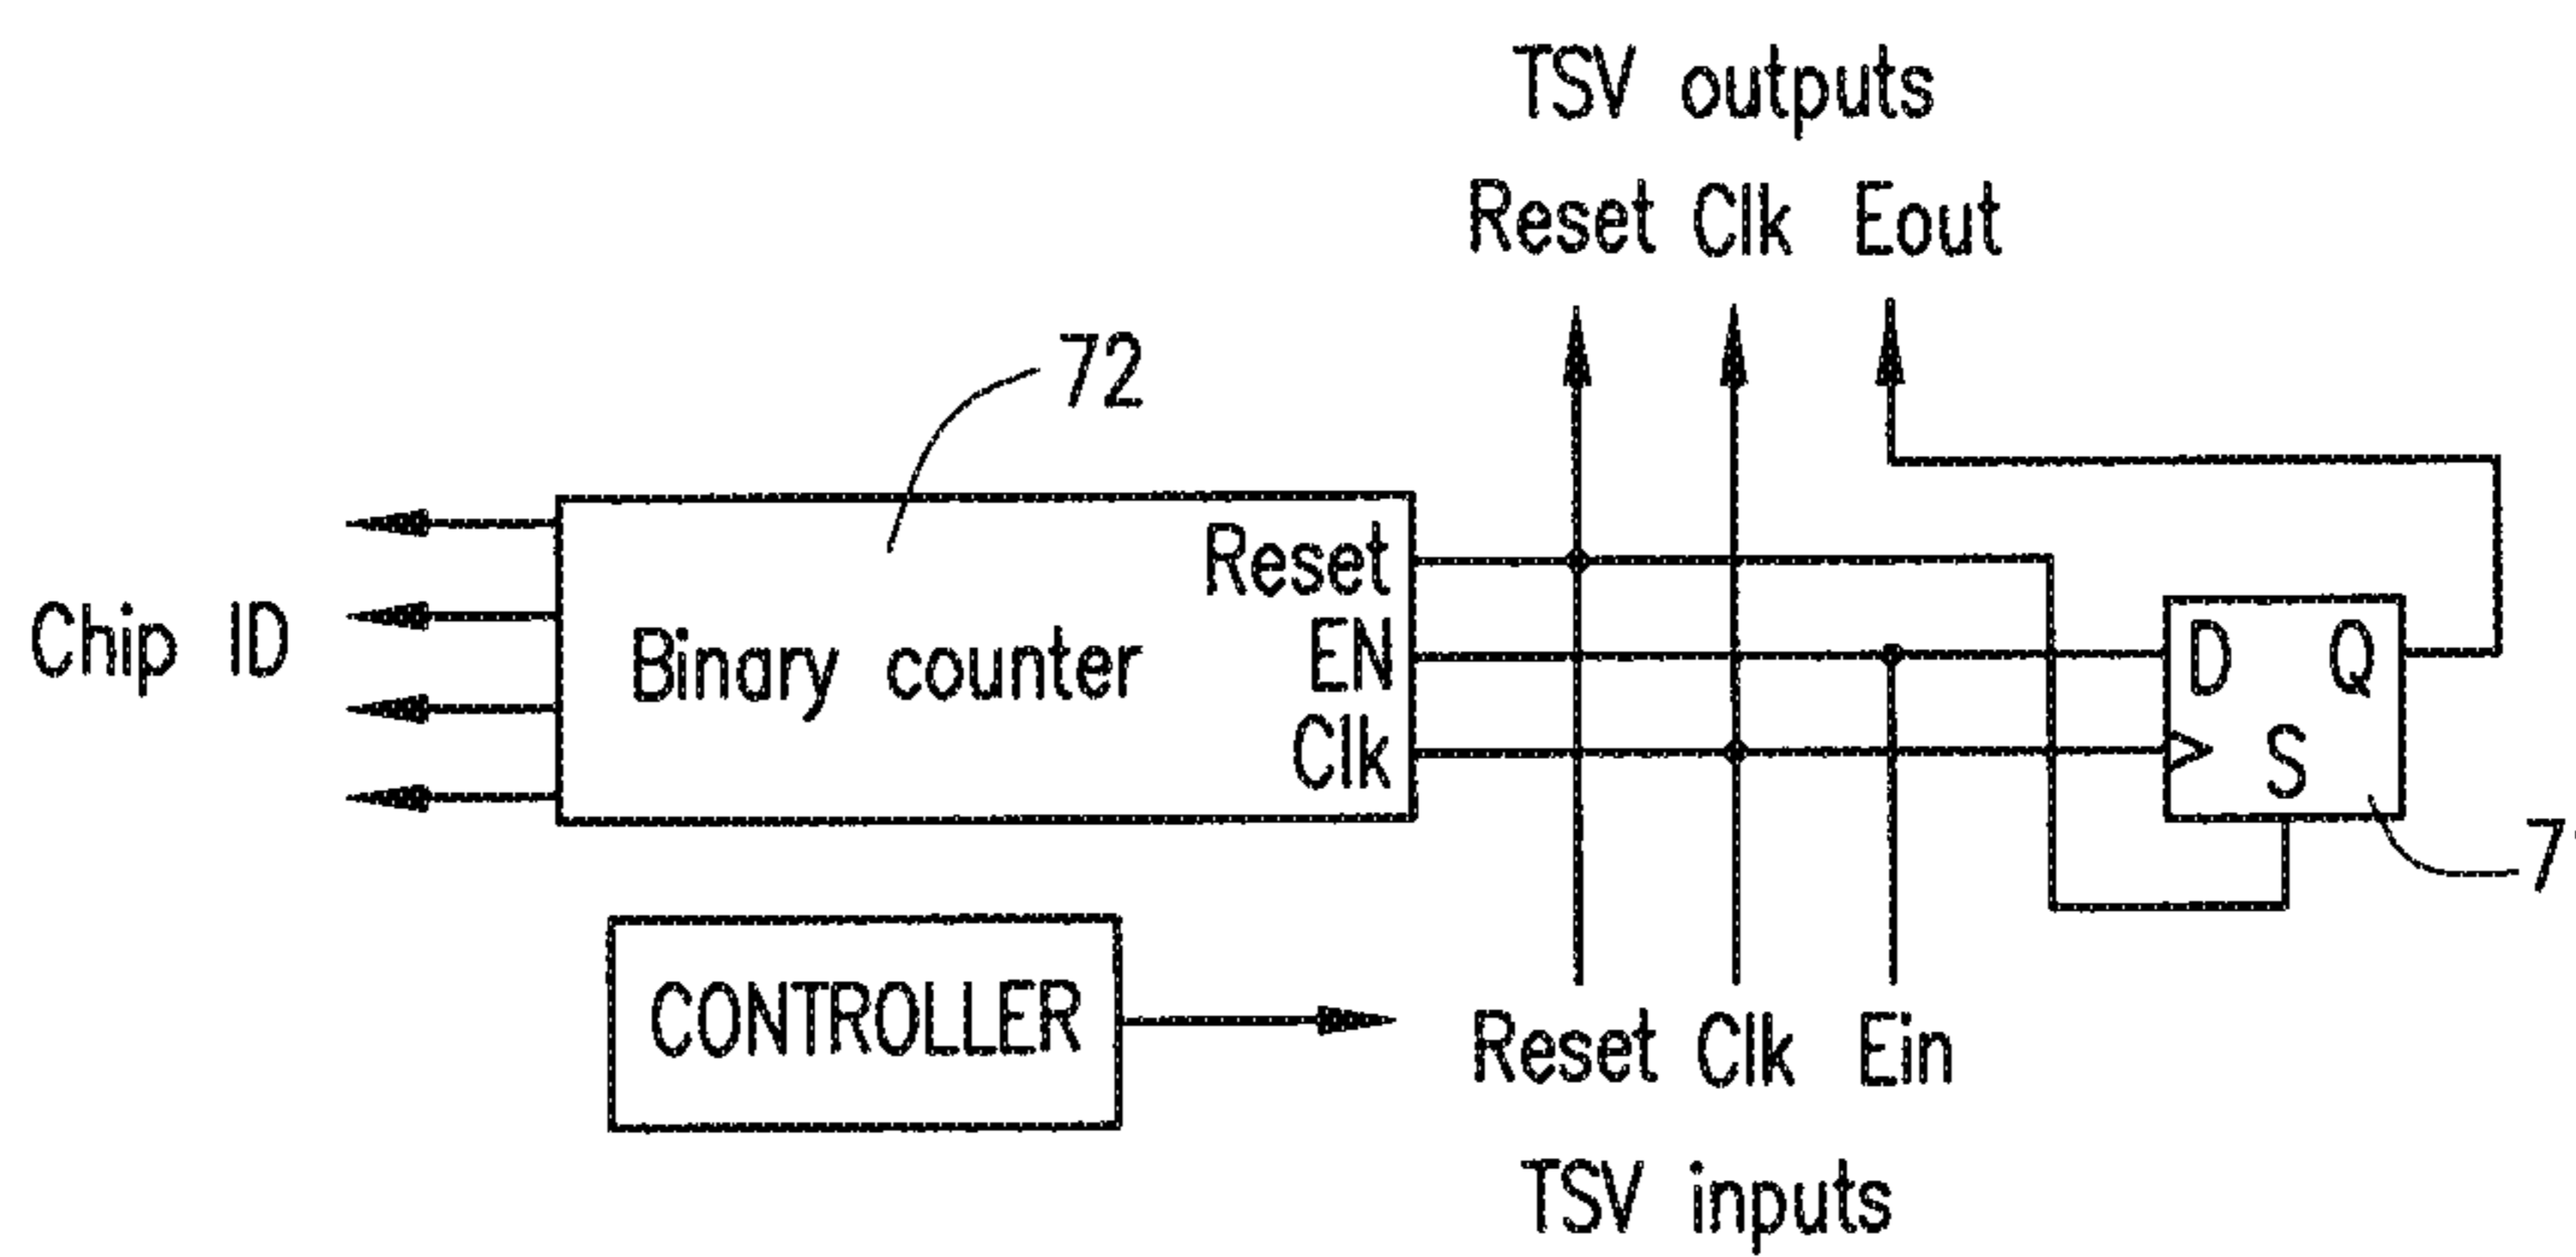 TSV outputs
Reset Clk Eout
72
Reset
Chip ID
Binary counter
EN
D Q
Clk
S
CONTROLLER
Reset Clk Ein
TSV inputs